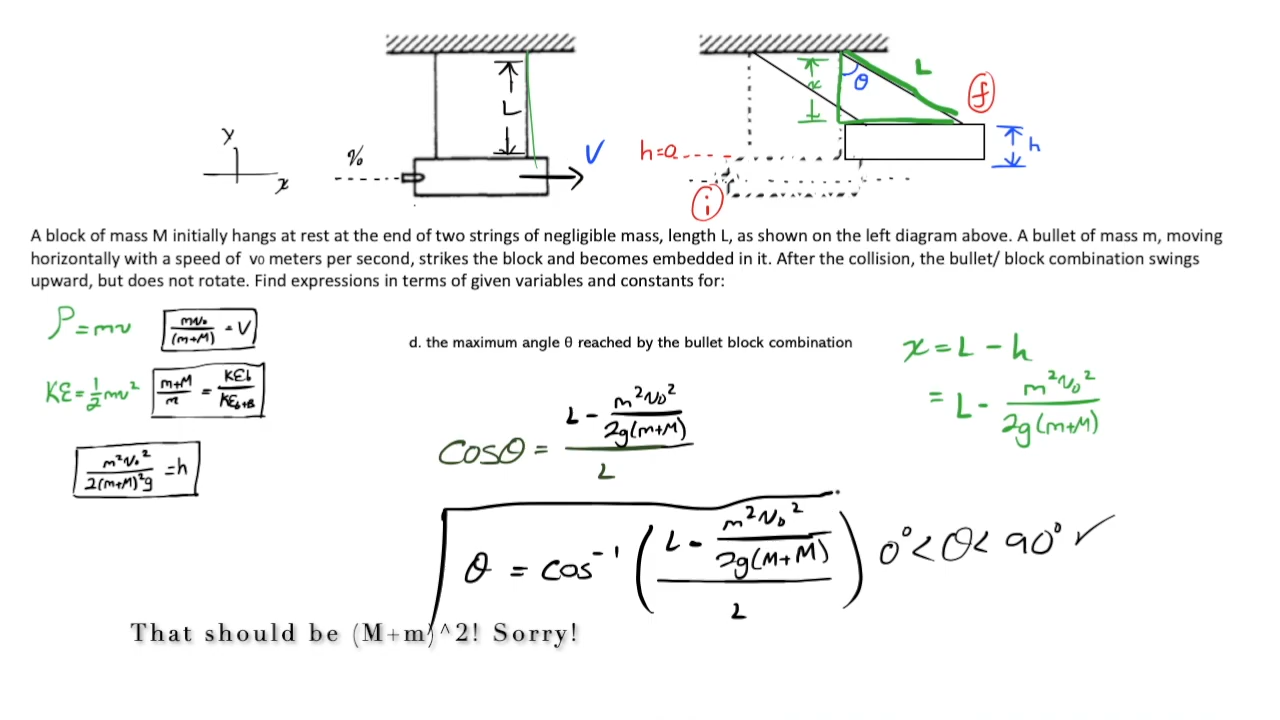 L
V
y
x
v₀
h=0
i
x
θ
L
f
h
A block of mass M initially hangs at rest at the end of two strings of negligible mass, length L, as shown on the left diagram above. A bullet of mass m, moving
horizontally with a speed of v0 meters per second, strikes the block and becomes embedded in it. After the collision, the bullet/ block combination swings
upward, but does not rotate. Find expressions in terms of given variables and constants for:
P=mv
mv₀/(m+M) = V
d. the maximum angle θ reached by the bullet block combination
x = L - h
KE=½mv²
m+M/m = KEb/KEb+B
= L - m²v₀²/2g(m+M)
cosθ = (L - m²v₀²/2g(m+M))/L
m²v₀²/2(m+M)²g = h
θ = cos⁻¹((L - m²v₀²/2g(m+M))/L) 0°<θ<90° ✓
That should be (M+m)^2! Sorry!